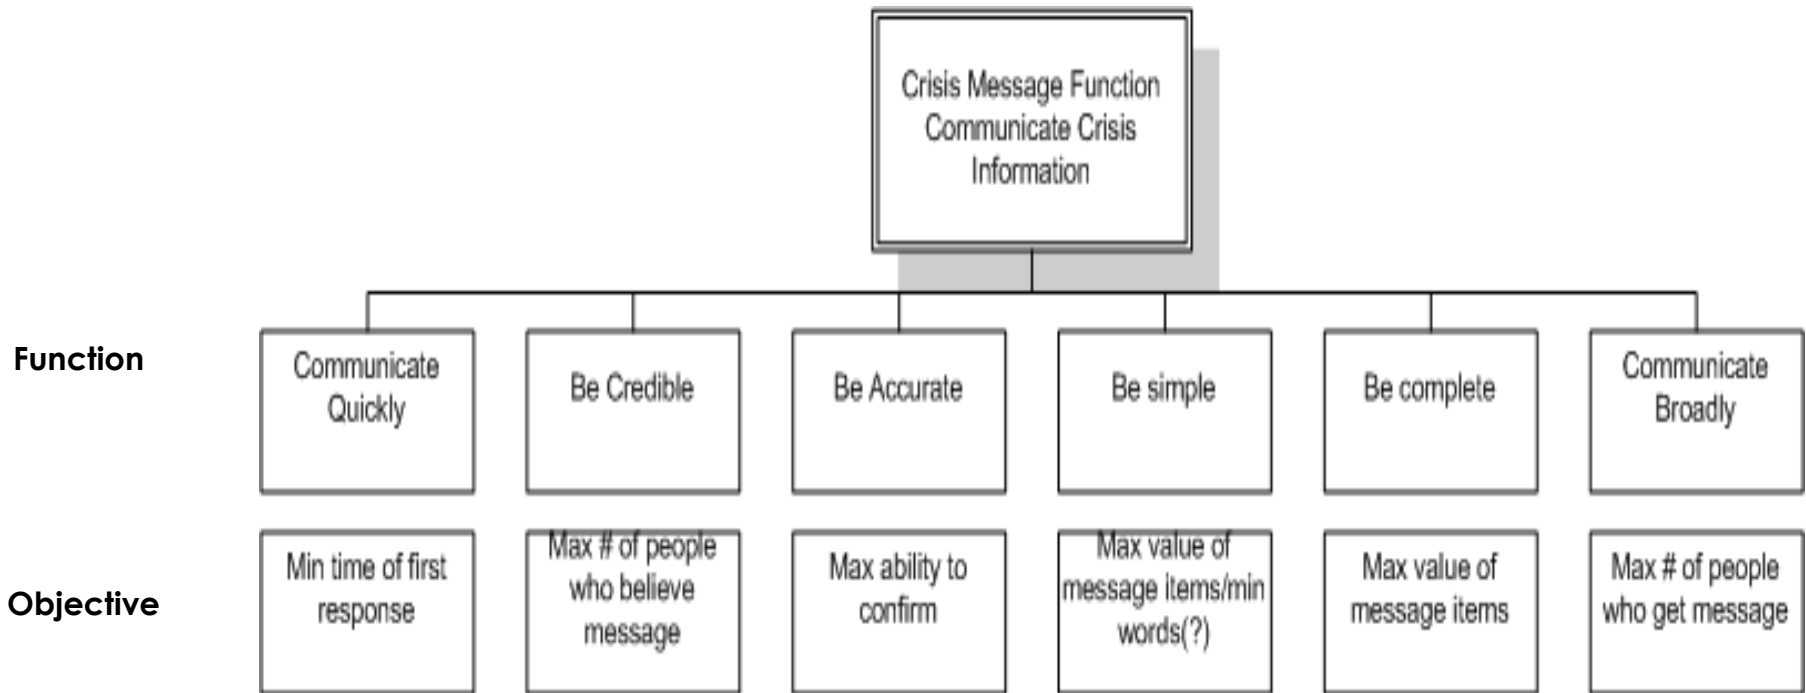 Crisis Message Function
Communicate Crisis
Information
Function
Communicate
Quickly
Be Credible
Be Accurate
Be simple
Be complete
Communicate
Broadly
Objective
Min time of first
response
Max # of people
who believe
message
Max ability to
confirm
Max value of
message items/min
words(?)
Max value of
message items
Max # of people
who get message